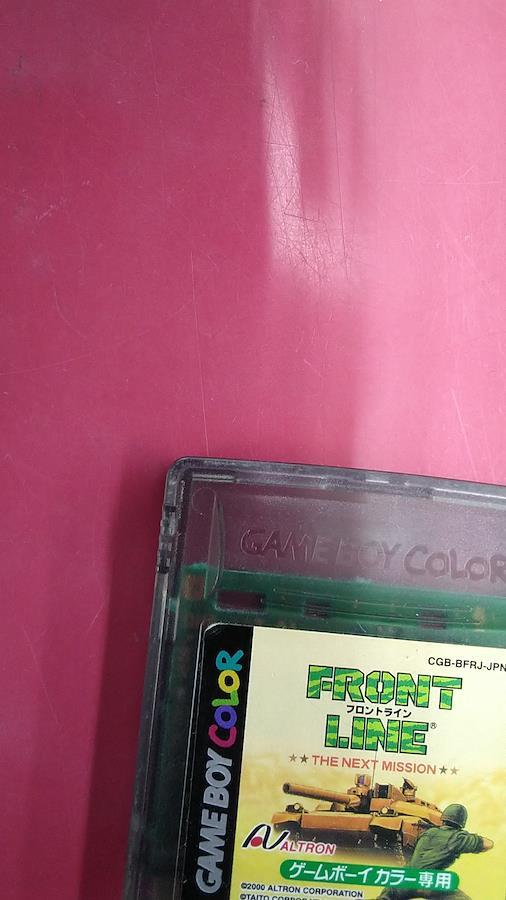 GAME BOY COLOR
CGB-BFRJ-JPN
FRONT
フロントライン
LINE®
★★ THE NEXT MISSION ★★
ALTRON
ゲームボーイカラー専用
©2000 ALTRON CORPORATION
©TAITO
GAME BOY COLOR